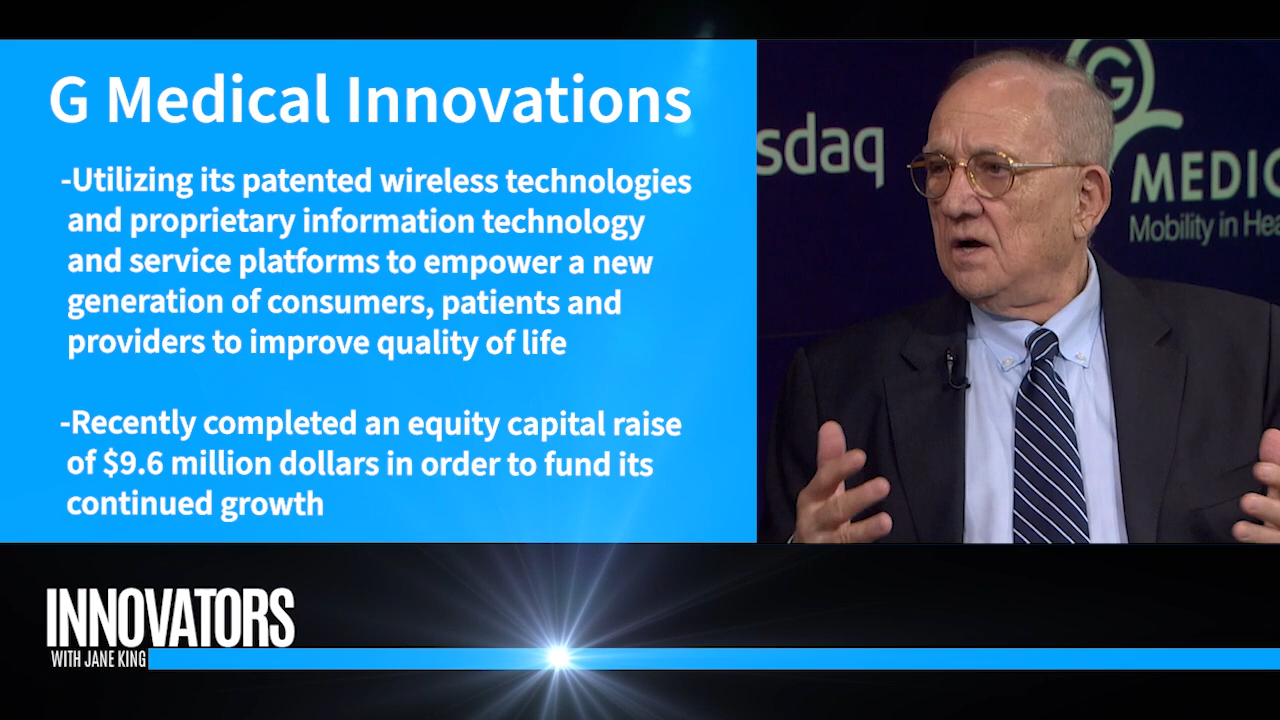 G Medical Innovations
-Utilizing its patented wireless technologies
and proprietary information technology
and service platforms to empower a new
generation of consumers, patients and
providers to improve quality of life
-Recently completed an equity capital raise
of $9.6 million dollars in order to fund its
continued growth
sdaq
G
MEDIC
Mobility in Hea
INNOVATORS
WITH JANE KING